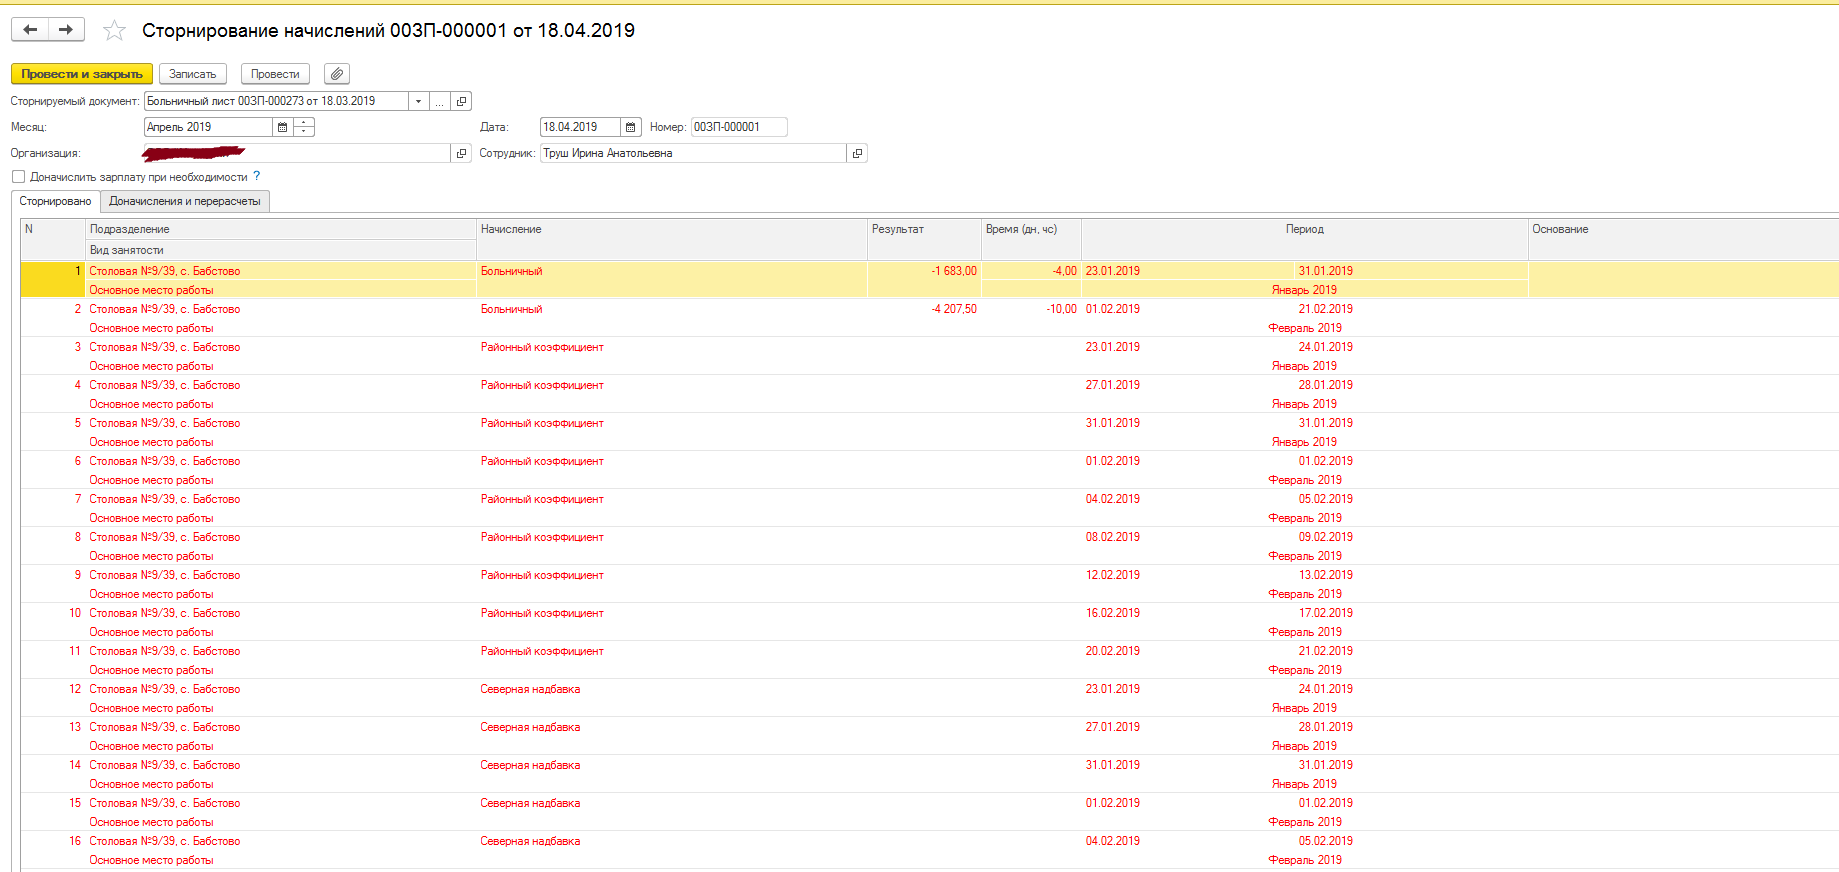 Сторнирование начислений 00ЗП-000001 от 18.04.2019
Провести и закрыть Записать Провести
Сторнируемый документ: Больничный лист 00ЗП-000273 от 18.03.2019 ...
Месяц: Апрель 2019 Дата: 18.04.2019 Номер: 00ЗП-000001
Организация: Сотрудник: Труш Ирина Анатольевна
Доначислить зарплату при необходимости ?
Сторнировано Доначисления и перерасчеты
N Подразделение Начисление Результат Время (дн, чс) Период Основание
Вид занятости
1 Столовая №9/39, с. Бабстово Больничный -1 683,00 -4,00 23.01.2019 31.01.2019
Основное место работы Январь 2019
2 Столовая №9/39, с. Бабстово Больничный -4 207,50 -10,00 01.02.2019 21.02.2019
Основное место работы Февраль 2019
3 Столовая №9/39, с. Бабстово Районный коэффициент 23.01.2019 24.01.2019
Основное место работы Январь 2019
4 Столовая №9/39, с. Бабстово Районный коэффициент 27.01.2019 28.01.2019
Основное место работы Январь 2019
5 Столовая №9/39, с. Бабстово Районный коэффициент 31.01.2019 31.01.2019
Основное место работы Январь 2019
6 Столовая №9/39, с. Бабстово Районный коэффициент 01.02.2019 01.02.2019
Основное место работы Февраль 2019
7 Столовая №9/39, с. Бабстово Районный коэффициент 04.02.2019 05.02.2019
Основное место работы Февраль 2019
8 Столовая №9/39, с. Бабстово Районный коэффициент 08.02.2019 09.02.2019
Основное место работы Февраль 2019
9 Столовая №9/39, с. Бабстово Районный коэффициент 12.02.2019 13.02.2019
Основное место работы Февраль 2019
10 Столовая №9/39, с. Бабстово Районный коэффициент 16.02.2019 17.02.2019
Основное место работы Февраль 2019
11 Столовая №9/39, с. Бабстово Районный коэффициент 20.02.2019 21.02.2019
Основное место работы Февраль 2019
12 Столовая №9/39, с. Бабстово Северная надбавка 23.01.2019 24.01.2019
Основное место работы Январь 2019
13 Столовая №9/39, с. Бабстово Северная надбавка 27.01.2019 28.01.2019
Основное место работы Январь 2019
14 Столовая №9/39, с. Бабстово Северная надбавка 31.01.2019 31.01.2019
Основное место работы Январь 2019
15 Столовая №9/39, с. Бабстово Северная надбавка 01.02.2019 01.02.2019
Основное место работы Февраль 2019
16 Столовая №9/39, с. Бабстово Северная надбавка 04.02.2019 05.02.2019
Основное место работы Февраль 2019